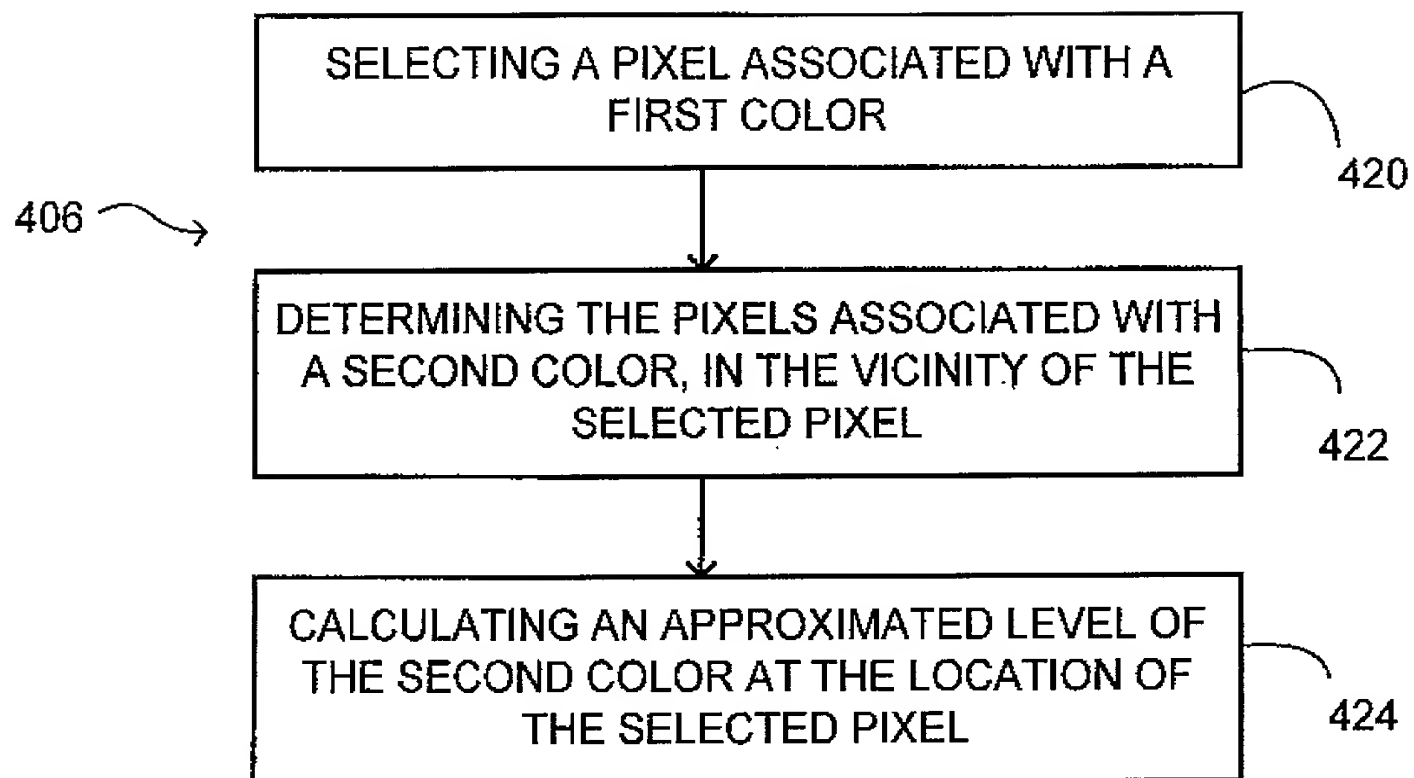 SELECTING A PIXEL ASSOCIATED WITH A
FIRST COLOR
420
406
DETERMINING THE PIXELS ASSOCIATED WITH
A SECOND COLOR, IN THE VICINITY OF THE
SELECTED PIXEL
422
CALCULATING AN APPROXIMATED LEVEL OF
THE SECOND COLOR AT THE LOCATION OF
THE SELECTED PIXEL
424